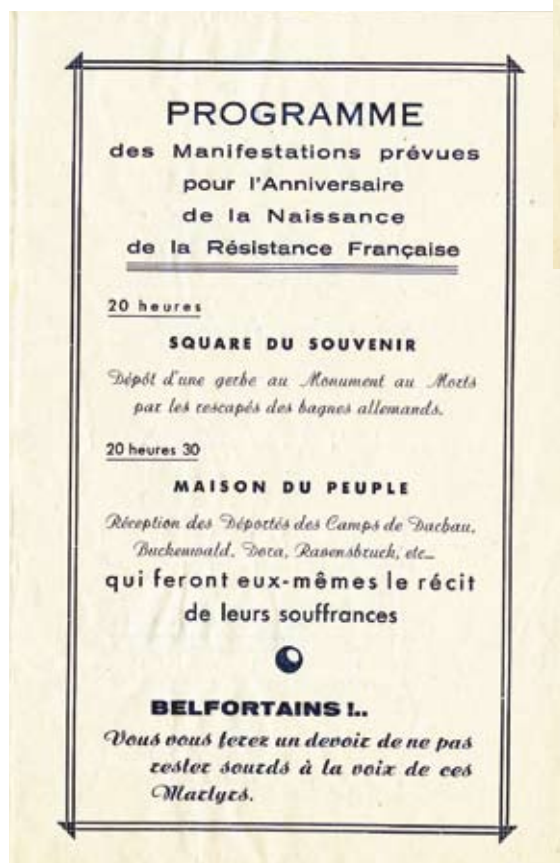 PROGRAMME
des Manifestations prévues
pour l'Anniversaire
de la Naissance
de la Résistance Française
20 heures
SQUARE DU SOUVENIR
Dépôt d'une gerbe au Monument au Morts
par les rescapés des bagnes allemands.
20 heures 30
MAISON DU PEUPLE
Réception des Déportés des Camps de Dachau,
Buckenwald, Dora, Ravensbruck, etc...
qui feront eux-mêmes le récit
de leurs souffrances
BELFORTAINS !..
Vous vous ferez un devoir de ne pas
rester sourds à la voix de ces
Martyrs.